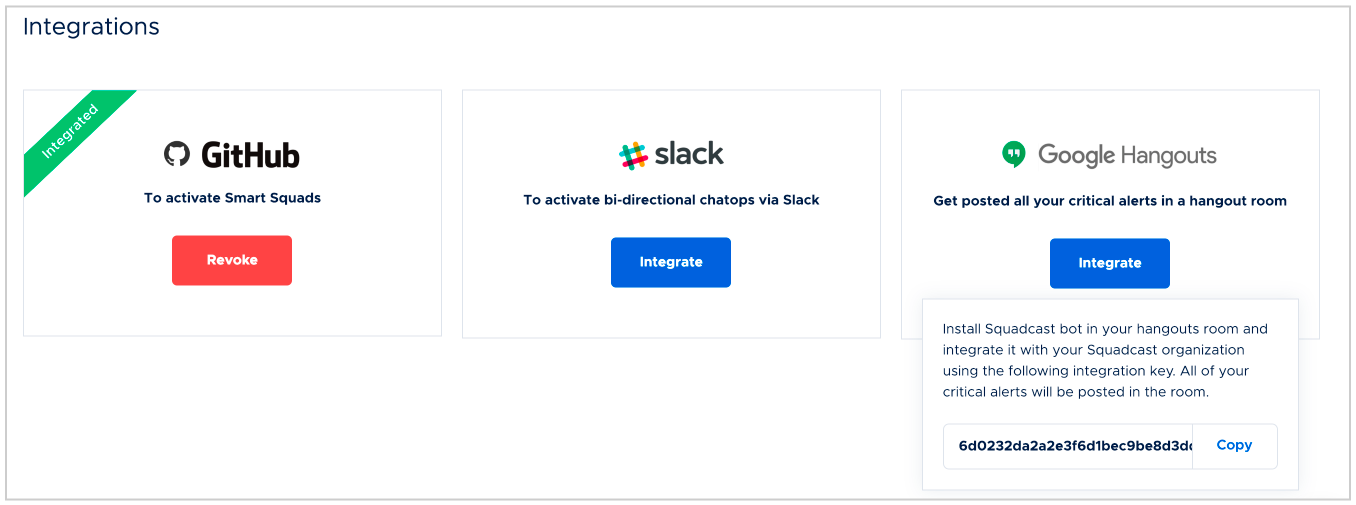 Integrations
Integrated
GitHub
To activate Smart Squads
Revoke
slack
To activate bi-directional chatops via Slack
Integrate
Google Hangouts
Get posted all your critical alerts in a hangout room
Integrate
Install Squadcast bot in your hangouts room and
integrate it with your Squadcast organization
using the following integration key. All of your
critical alerts will be posted in the room.
6d0232da2a2e3f6d1bec9be8d3d
Copy